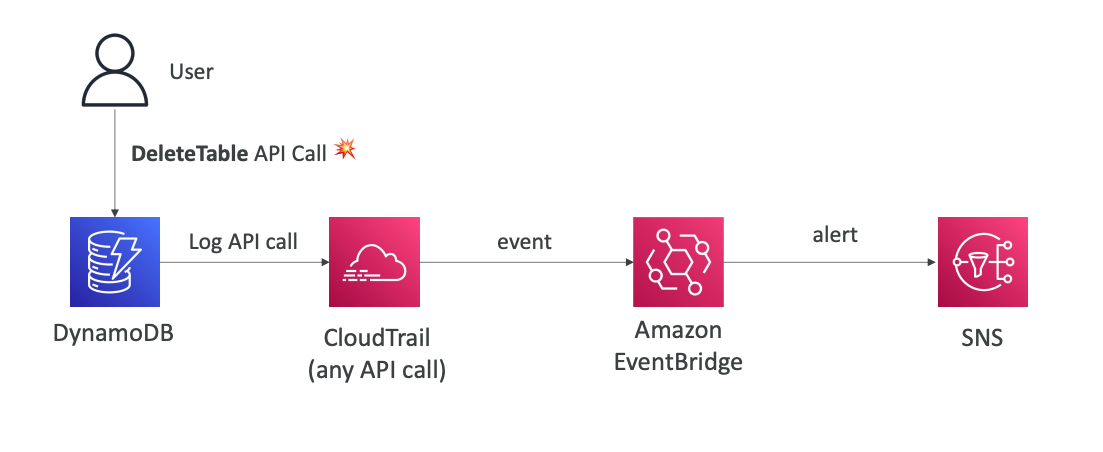 User
DeleteTable API Call 💥
Log API call
event
alert
DynamoDB
CloudTrail
(any API call)
Amazon
EventBridge
SNS